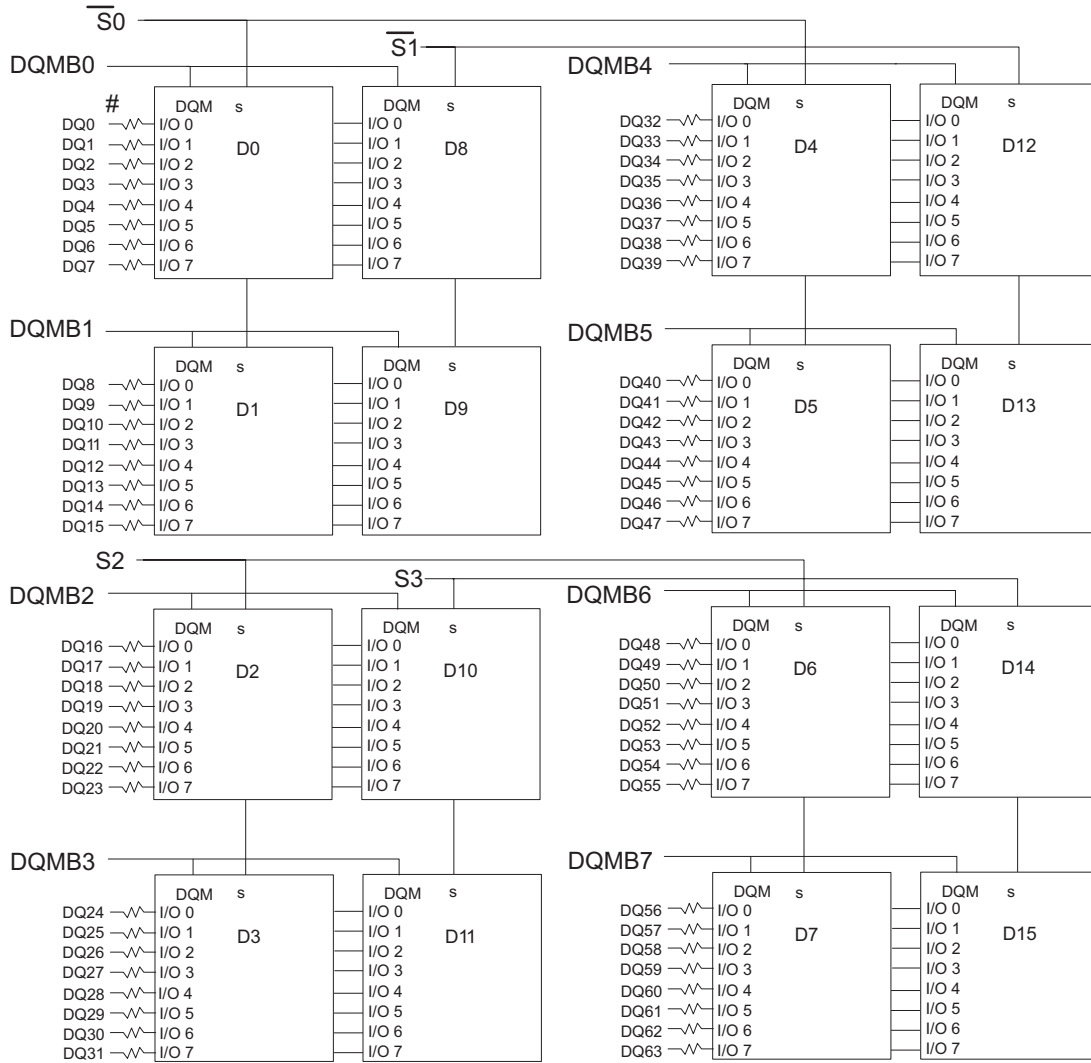 S0
S1
DQMB0
DQMB4
#
DQM s
DQM s
DQM s
DQM s
DQ0 I/O 0 I/O 0
DQ1 I/O 1 I/O 1
DQ2 I/O 2 I/O 2
DQ3 I/O 3 I/O 3
DQ4 I/O 4 I/O 4
DQ5 I/O 5 I/O 5
DQ6 I/O 6 I/O 6
DQ7 I/O 7 I/O 7
D0
D8
DQ32 I/O 0 I/O 0
DQ33 I/O 1 I/O 1
DQ34 I/O 2 I/O 2
DQ35 I/O 3 I/O 3
DQ36 I/O 4 I/O 4
DQ37 I/O 5 I/O 5
DQ38 I/O 6 I/O 6
DQ39 I/O 7 I/O 7
D4
D12
DQMB1
DQMB5
DQM s
DQM s
DQM s
DQM s
DQ8 I/O 0 I/O 0
DQ9 I/O 1 I/O 1
DQ10 I/O 2 I/O 2
DQ11 I/O 3 I/O 3
DQ12 I/O 4 I/O 4
DQ13 I/O 5 I/O 5
DQ14 I/O 6 I/O 6
DQ15 I/O 7 I/O 7
D1
D9
DQ40 I/O 0 I/O 0
DQ41 I/O 1 I/O 1
DQ42 I/O 2 I/O 2
DQ43 I/O 3 I/O 3
DQ44 I/O 4 I/O 4
DQ45 I/O 5 I/O 5
DQ46 I/O 6 I/O 6
DQ47 I/O 7 I/O 7
D5
D13
S2
S3
DQMB2
DQMB6
DQM s
DQM s
DQM s
DQM s
DQ16 I/O 0 I/O 0
DQ17 I/O 1 I/O 1
DQ18 I/O 2 I/O 2
DQ19 I/O 3 I/O 3
DQ20 I/O 4 I/O 4
DQ21 I/O 5 I/O 5
DQ22 I/O 6 I/O 6
DQ23 I/O 7 I/O 7
D2
D10
DQ48 I/O 0 I/O 0
DQ49 I/O 1 I/O 1
DQ50 I/O 2 I/O 2
DQ51 I/O 3 I/O 3
DQ52 I/O 4 I/O 4
DQ53 I/O 5 I/O 5
DQ54 I/O 6 I/O 6
DQ55 I/O 7 I/O 7
D6
D14
DQMB3
DQMB7
DQM s
DQM s
DQM s
DQM s
DQ24 I/O 0 I/O 0
DQ25 I/O 1 I/O 1
DQ26 I/O 2 I/O 2
DQ27 I/O 3 I/O 3
DQ28 I/O 4 I/O 4
DQ29 I/O 5 I/O 5
DQ30 I/O 6 I/O 6
DQ31 I/O 7 I/O 7
D3
D11
DQ56 I/O 0 I/O 0
DQ57 I/O 1 I/O 1
DQ58 I/O 2 I/O 2
DQ59 I/O 3 I/O 3
DQ60 I/O 4 I/O 4
DQ61 I/O 5 I/O 5
DQ62 I/O 6 I/O 6
DQ63 I/O 7 I/O 7
D7
D15